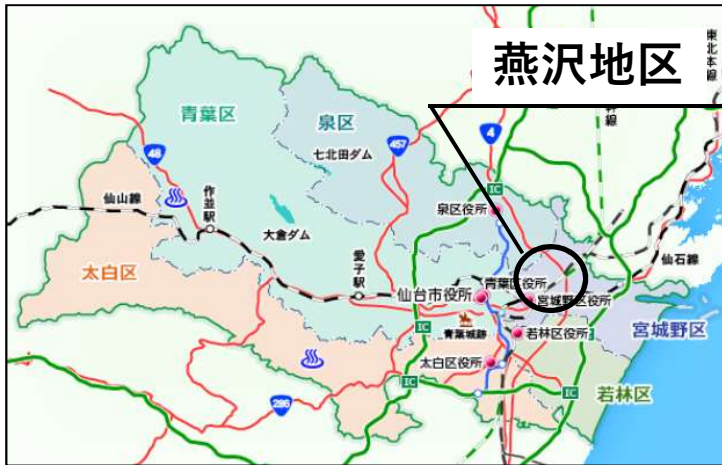 燕沢地区
東北本線
幹線
青葉区
泉区
457
4
48
七北田ダム
IC
仙山線
作並駅
泉区役所
大倉ダム
仙石線
太白区
愛子駅
青葉区役所
仙台市役所
宮城野区役所
青葉城跡
若林区役所
宮城野区
太白区役所
IC
IC
若林区
286